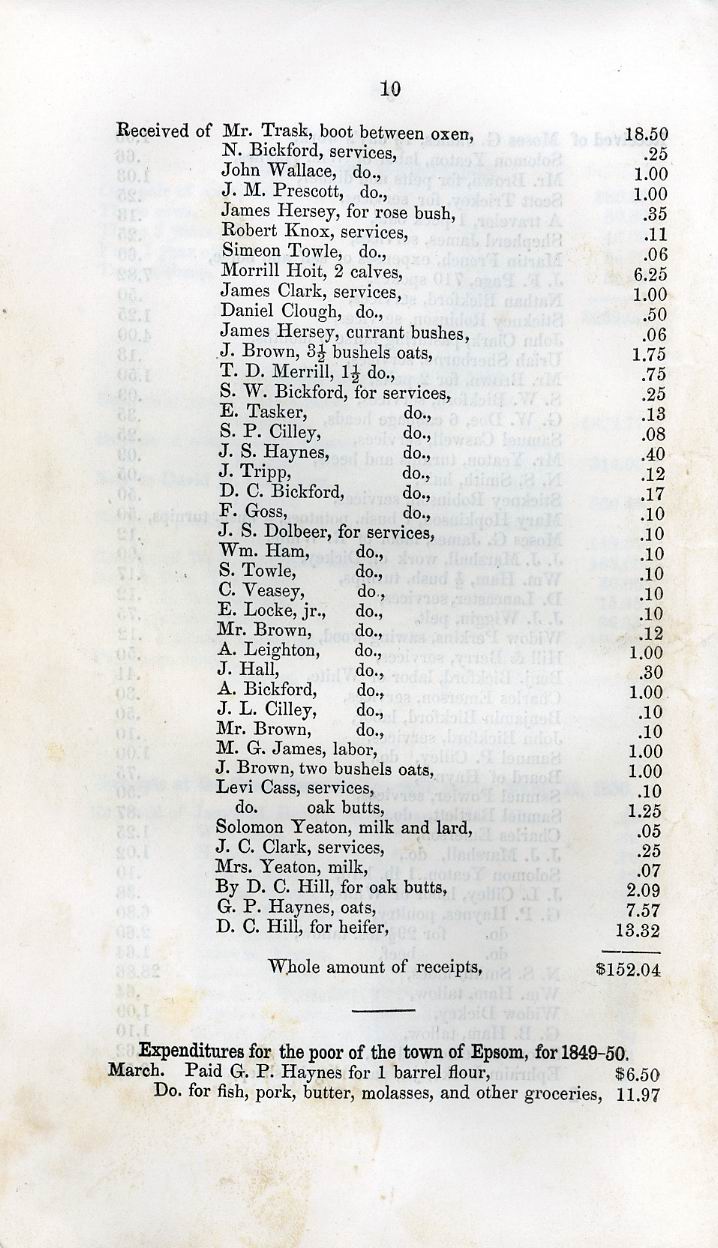 10
Received of Mr. Trask, boot between oxen, 18.50
N. Bickford, services, .25
John Wallace, do., 1.00
J. M. Prescott, do., 1.00
James Hersey, for rose bush, .35
Robert Knox, services, .11
Simeon Towle, do., .06
Morrill Hoit, 2 calves, 6.25
James Clark, services, 1.00
Daniel Clough, do., .50
James Hersey, currant bushes, .06
J. Brown, 3½ bushels oats, 1.75
T. D. Merrill, 1½ do., .75
S. W. Bickford, for services, .25
E. Tasker, do., .13
S. P. Cilley, do., .08
J. S. Haynes, do., .40
J. Tripp, do., .12
D. C. Bickford, do., .17
F. Goss, do., .10
J. S. Dolbeer, for services, .10
Wm. Ham, do., .10
S. Towle, do., .10
C. Veasey, do., .10
E. Locke, jr., do., .10
Mr. Brown, do., .12
A. Leighton, do., 1.00
J. Hall, do., .30
A. Bickford, do., 1.00
J. L. Cilley, do., .10
Mr. Brown, do., .10
M. G. James, labor, 1.00
J. Brown, two bushels oats, 1.00
Levi Cass, services, .10
do. oak butts, 1.25
Solomon Yeaton, milk and lard, .05
J. C. Clark, services, .25
Mrs. Yeaton, milk, .07
By D. C. Hill, for oak butts, 2.09
G. P. Haynes, oats, 7.57
D. C. Hill, for heifer, 13.32
Whole amount of receipts, $152.04
Expenditures for the poor of the town of Epsom, for 1849-50.
March. Paid G. P. Haynes for 1 barrel flour, $6.50
Do. for fish, pork, butter, molasses, and other groceries, 11.97